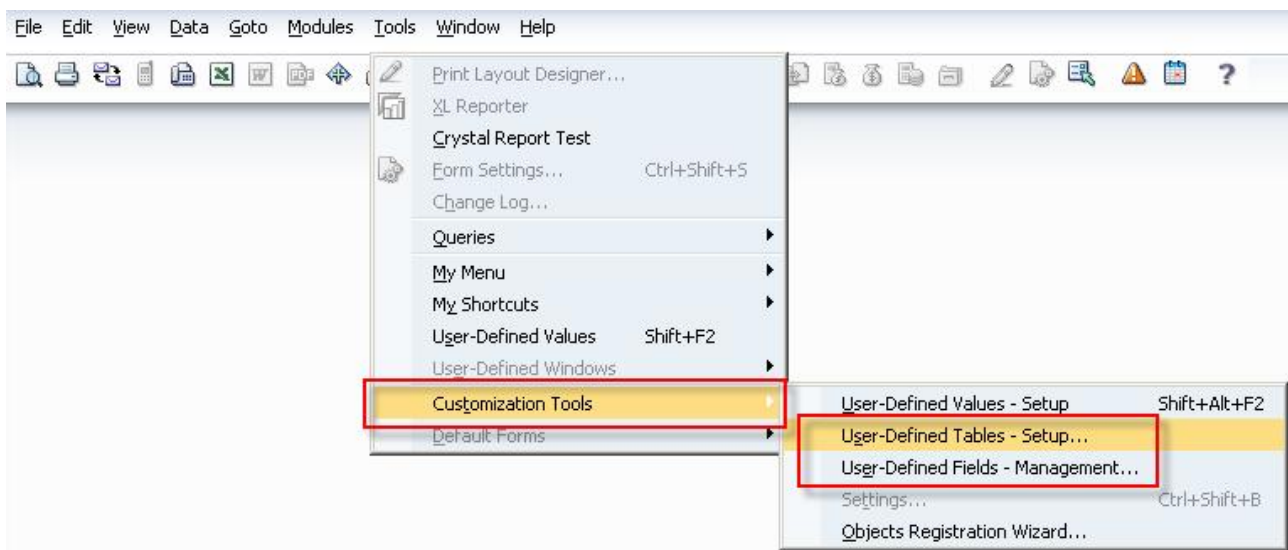 File Edit View Data Goto Modules Tools Window Help
Print Layout Designer...
XL Reporter
Crystal Report Test
Form Settings... Ctrl+Shift+S
Change Log...
Queries
My Menu
My Shortcuts
User-Defined Values Shift+F2
User-Defined Windows
Customization Tools
Default Forms
User-Defined Values - Setup Shift+Alt+F2
User-Defined Tables - Setup...
User-Defined Fields - Management...
Settings... Ctrl+Shift+B
Objects Registration Wizard...